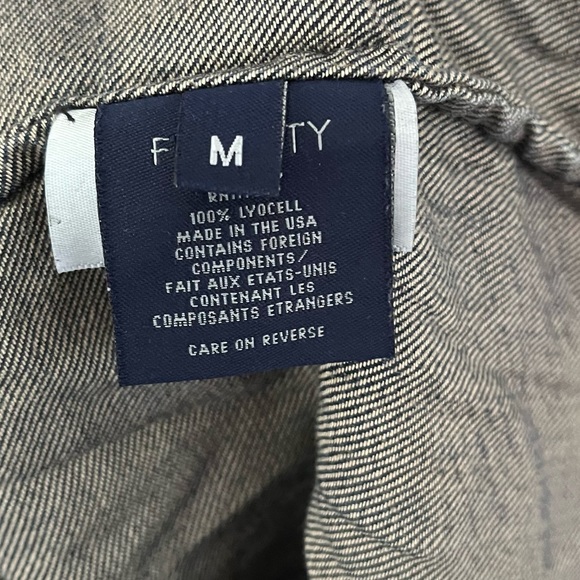 M
100% LYOCELL
MADE IN THE USA
CONTAINS FOREIGN
COMPONENTS/
FAIT AUX ETATS-UNIS
CONTENANT LES
COMPOSANTS ETRANGERS
CARE ON REVERSE